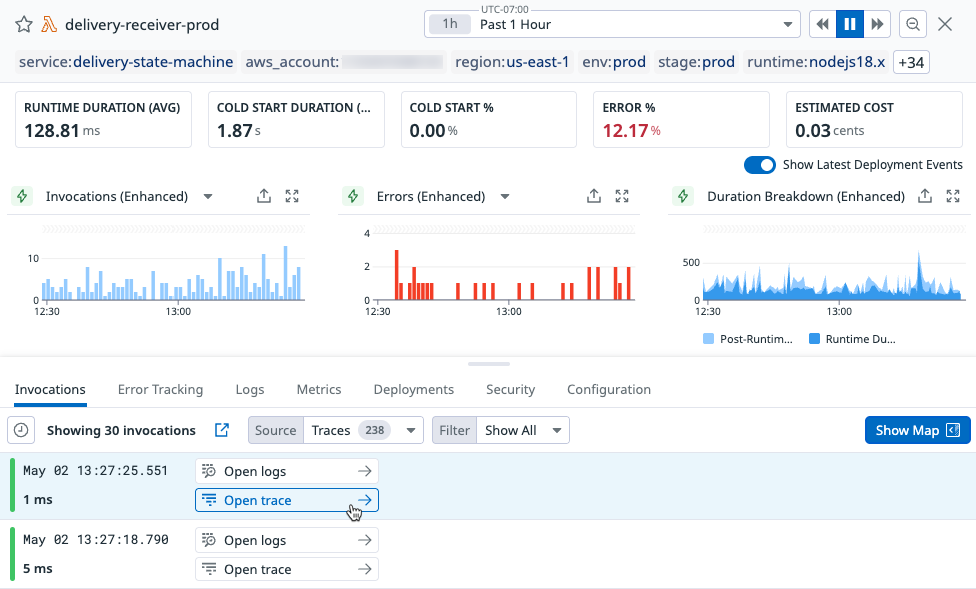 delivery-receiver-prod
UTC-07:00
1h Past 1 Hour
service:delivery-state-machine aws_account: region:us-east-1 env:prod stage:prod runtime:nodejs18.x +34
RUNTIME DURATION (AVG)
128.81 ms
COLD START DURATION (...
1.87 s
COLD START %
0.00 %
ERROR %
12.17 %
ESTIMATED COST
0.03 cents
Show Latest Deployment Events
Invocations (Enhanced)
10
0
12:30 13:00
Errors (Enhanced)
4
2
0
12:30 13:00
Duration Breakdown (Enhanced)
500
0
12:30 13:00
Post-Runtim... Runtime Du...
Invocations Error Tracking Logs Metrics Deployments Security Configuration
Showing 30 invocations Source Traces 238 Filter Show All Show Map
May 02 13:27:25.551 Open logs
1 ms Open trace
May 02 13:27:18.790 Open logs
5 ms Open trace